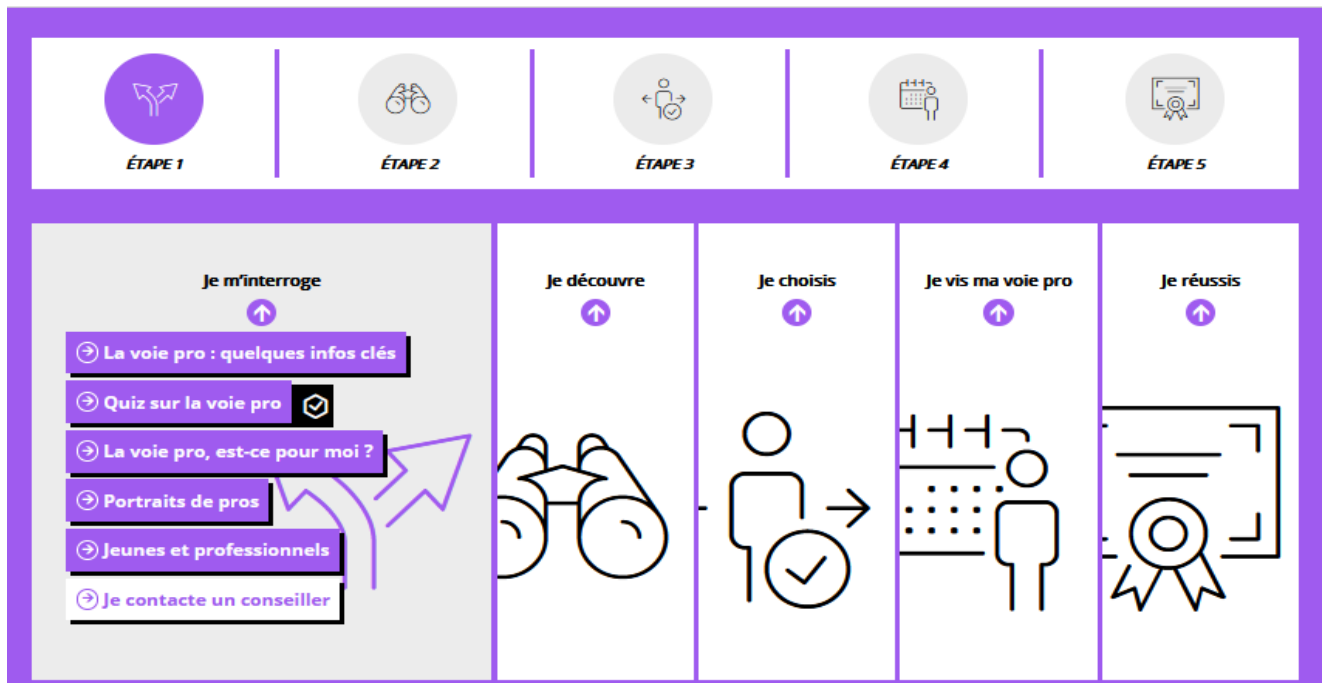 ÉTAPE 1
ÉTAPE 2
ÉTAPE 3
ÉTAPE 4
ÉTAPE 5
Je m'interroge
La voie pro : quelques infos clés
Quiz sur la voie pro
La voie pro, est-ce pour moi ?
Portraits de pros
Jeunes et professionnels
Je contacte un conseiller
Je découvre
Je choisis
Je vis ma voie pro
Je réussis